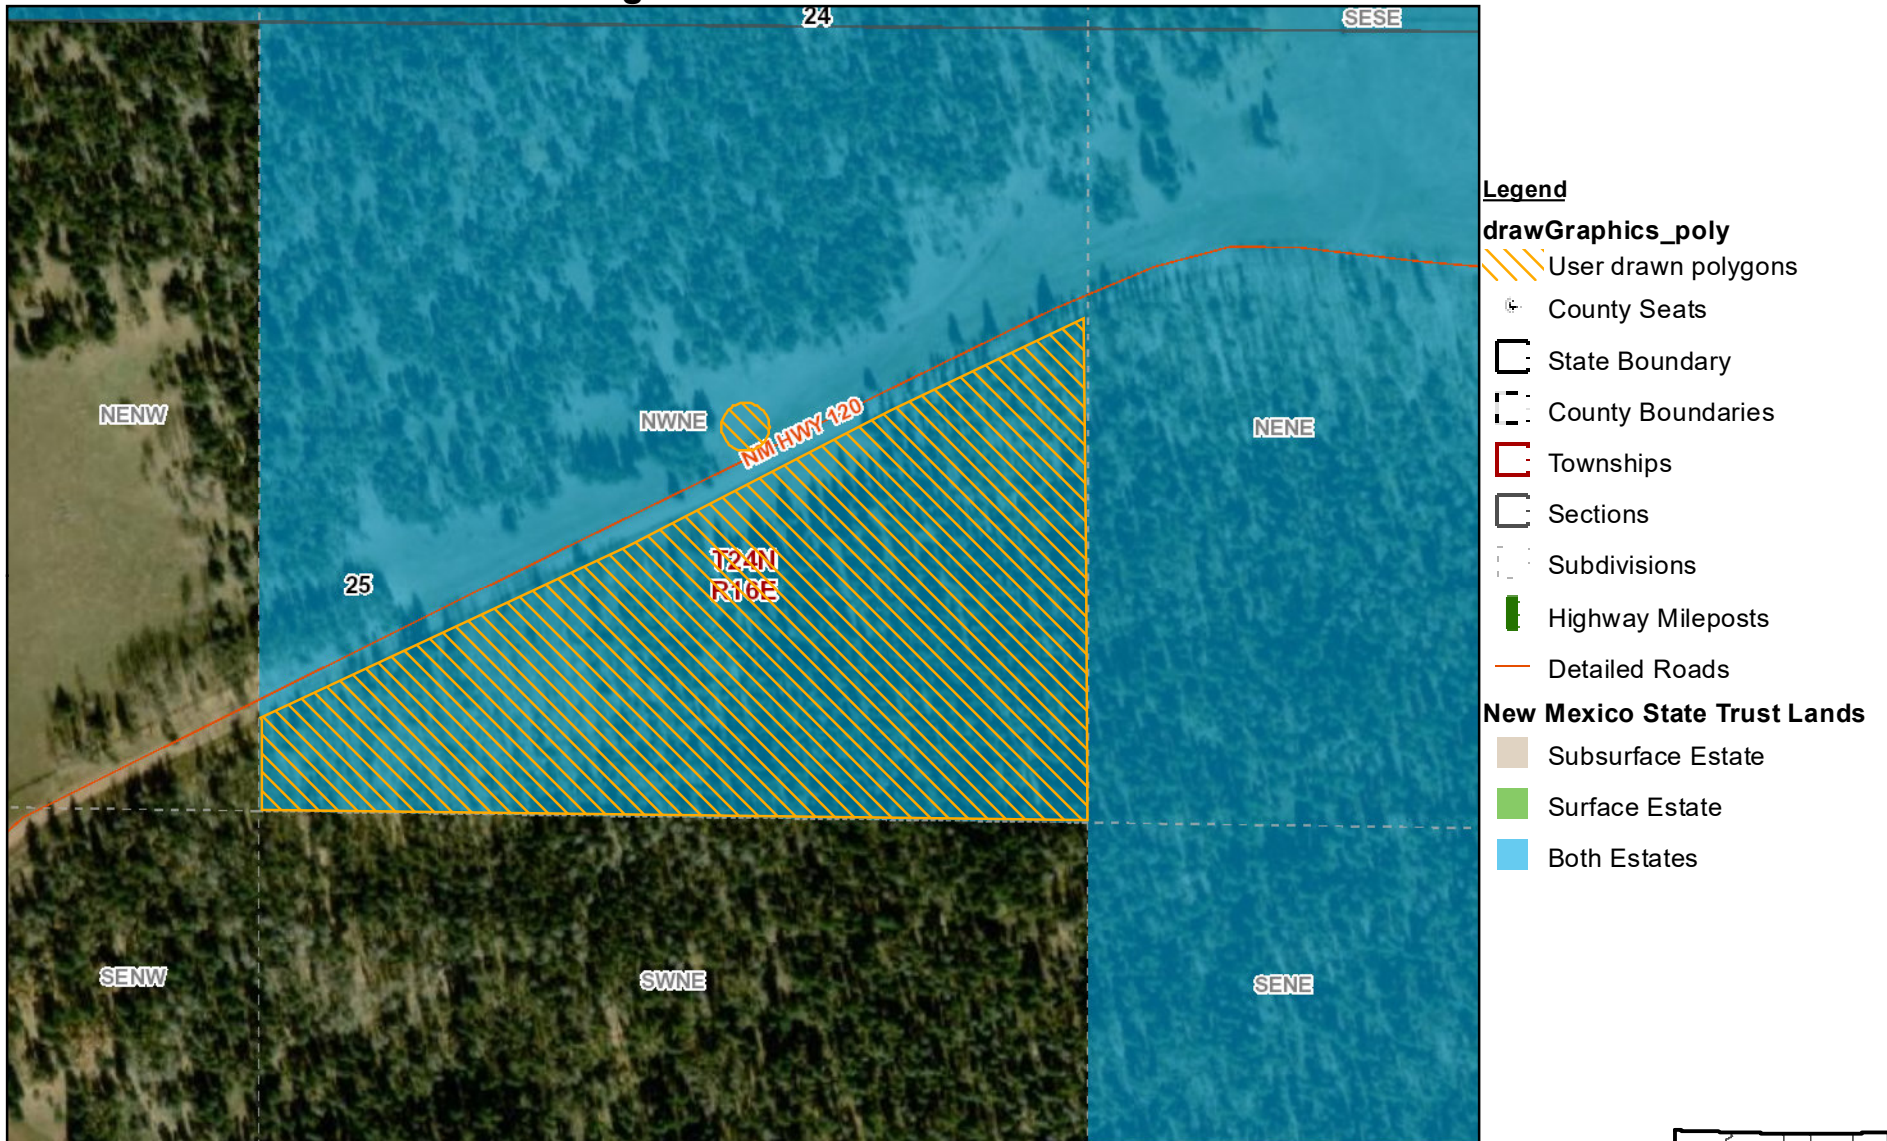 24
SESE
NENW
NWNE
NM HWY 120
NENE
T24N
R16E
25
SENW
SWNE
SENE
Legend
drawGraphics_poly
User drawn polygons
County Seats
State Boundary
County Boundaries
Townships
Sections
Subdivisions
Highway Mileposts
Detailed Roads
New Mexico State Trust Lands
Subsurface Estate
Surface Estate
Both Estates